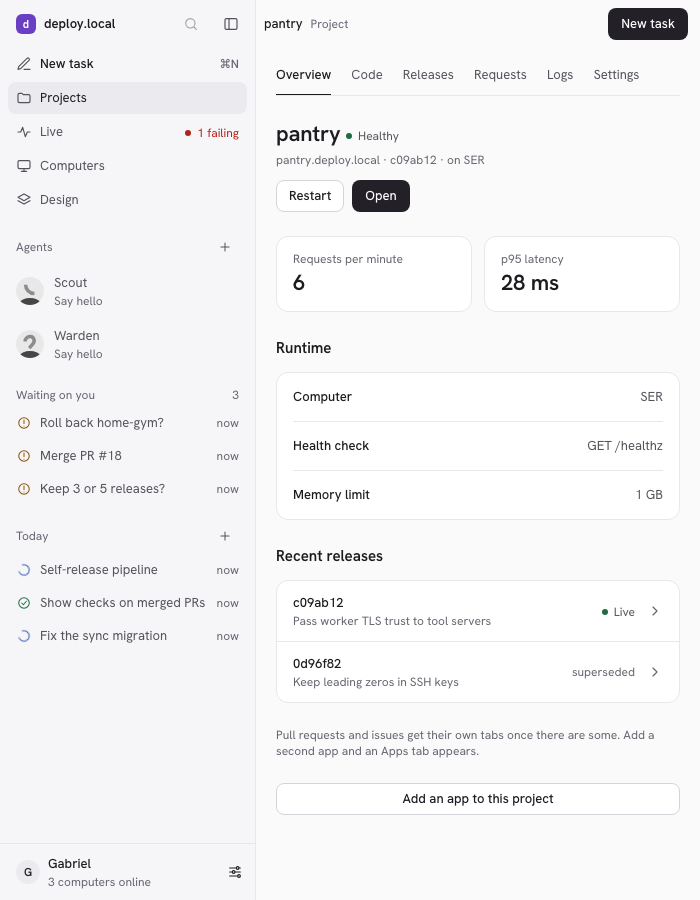 d deploy.local
New task ⌘N
Projects
Live 1 failing
Computers
Design
Agents
Scout
Say hello
Warden
Say hello
Waiting on you 3
Roll back home-gym? now
Merge PR #18 now
Keep 3 or 5 releases? now
Today
Self-release pipeline now
Show checks on merged PRs now
Fix the sync migration now
G Gabriel
3 computers online
pantry Project New task
Overview Code Releases Requests Logs Settings
pantry Healthy
pantry.deploy.local · c09ab12 · on SER
Restart Open
Requests per minute
6
p95 latency
28 ms
Runtime
Computer SER
Health check GET /healthz
Memory limit 1 GB
Recent releases
c09ab12
Pass worker TLS trust to tool servers
Live
0d96f82
Keep leading zeros in SSH keys
superseded
Pull requests and issues get their own tabs once there are some. Add a
second app and an Apps tab appears.
Add an app to this project